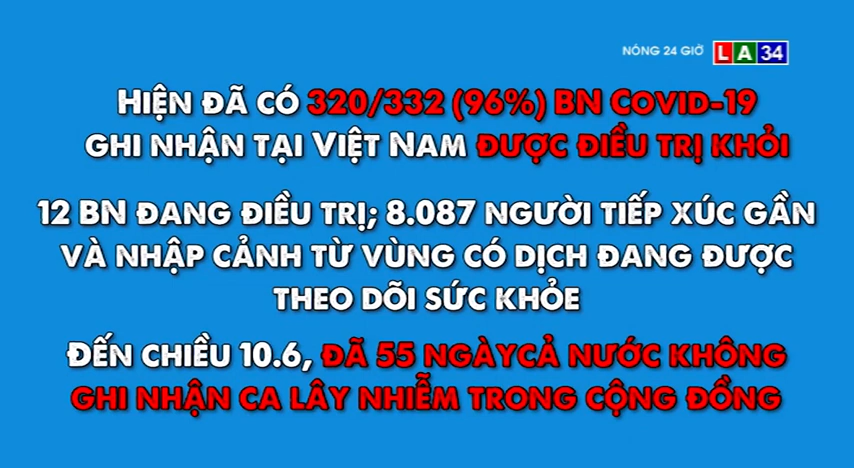 NÓNG 24 GIỜ LA34
HIỆN ĐÃ CÓ 320/332 (96%) BN COVID-19
GHI NHẬN TẠI VIỆT NAM ĐƯỢC ĐIỀU TRỊ KHỎI
12 BN ĐANG ĐIỀU TRỊ; 8.087 NGƯỜI TIẾP XÚC GẦN
VÀ NHẬP CẢNH TỪ VÙNG CÓ DỊCH ĐANG ĐƯỢC
THEO DÕI SỨC KHỎE
ĐẾN CHIỀU 10.6, ĐÃ 55 NGÀYCẢ NƯỚC KHÔNG
GHI NHẬN CA LÂY NHIỄM TRONG CỘNG ĐỒNG